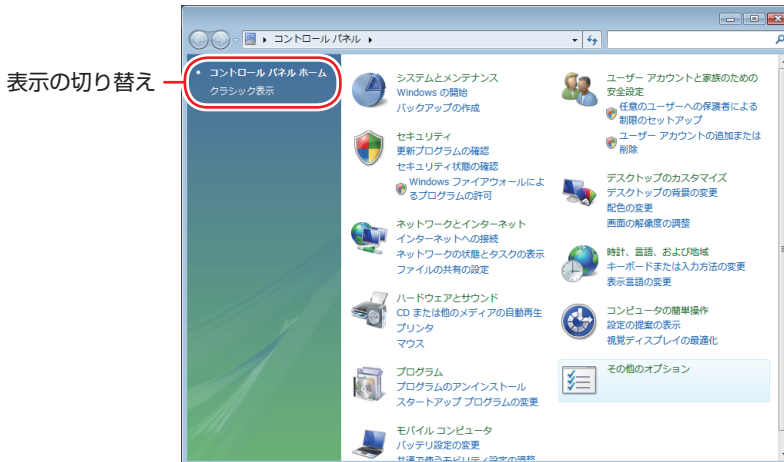 コントロール パネル
表示の切り替え
コントロール パネル ホーム
クラシック表示
システムとメンテナンス
Windows の開始
バックアップの作成
セキュリティ
更新プログラムの確認
セキュリティ状態の確認
Windows ファイアウォールによ
るプログラムの許可
ネットワークとインターネット
インターネットへの接続
ネットワークの状態とタスクの表示
ファイルの共有の設定
ハードウェアとサウンド
CD または他のメディアの自動再生
プリンタ
マウス
プログラム
プログラムのアンインストール
スタートアップ プログラムの変更
モバイル コンピュータ
バッテリ設定の変更
共通で使うモビリティ設定の調整
ユーザー アカウントと家族のための
安全設定
任意のユーザーへの保護者による
制限のセットアップ
ユーザー アカウントの追加または
削除
デスクトップのカスタマイズ
デスクトップの背景の変更
配色の変更
画面の解像度の調整
時計、言語、および地域
キーボードまたは入力方法の変更
表示言語の変更
コンピュータの簡単操作
設定の提案の表示
視覚ディスプレイの最適化
その他のオプション